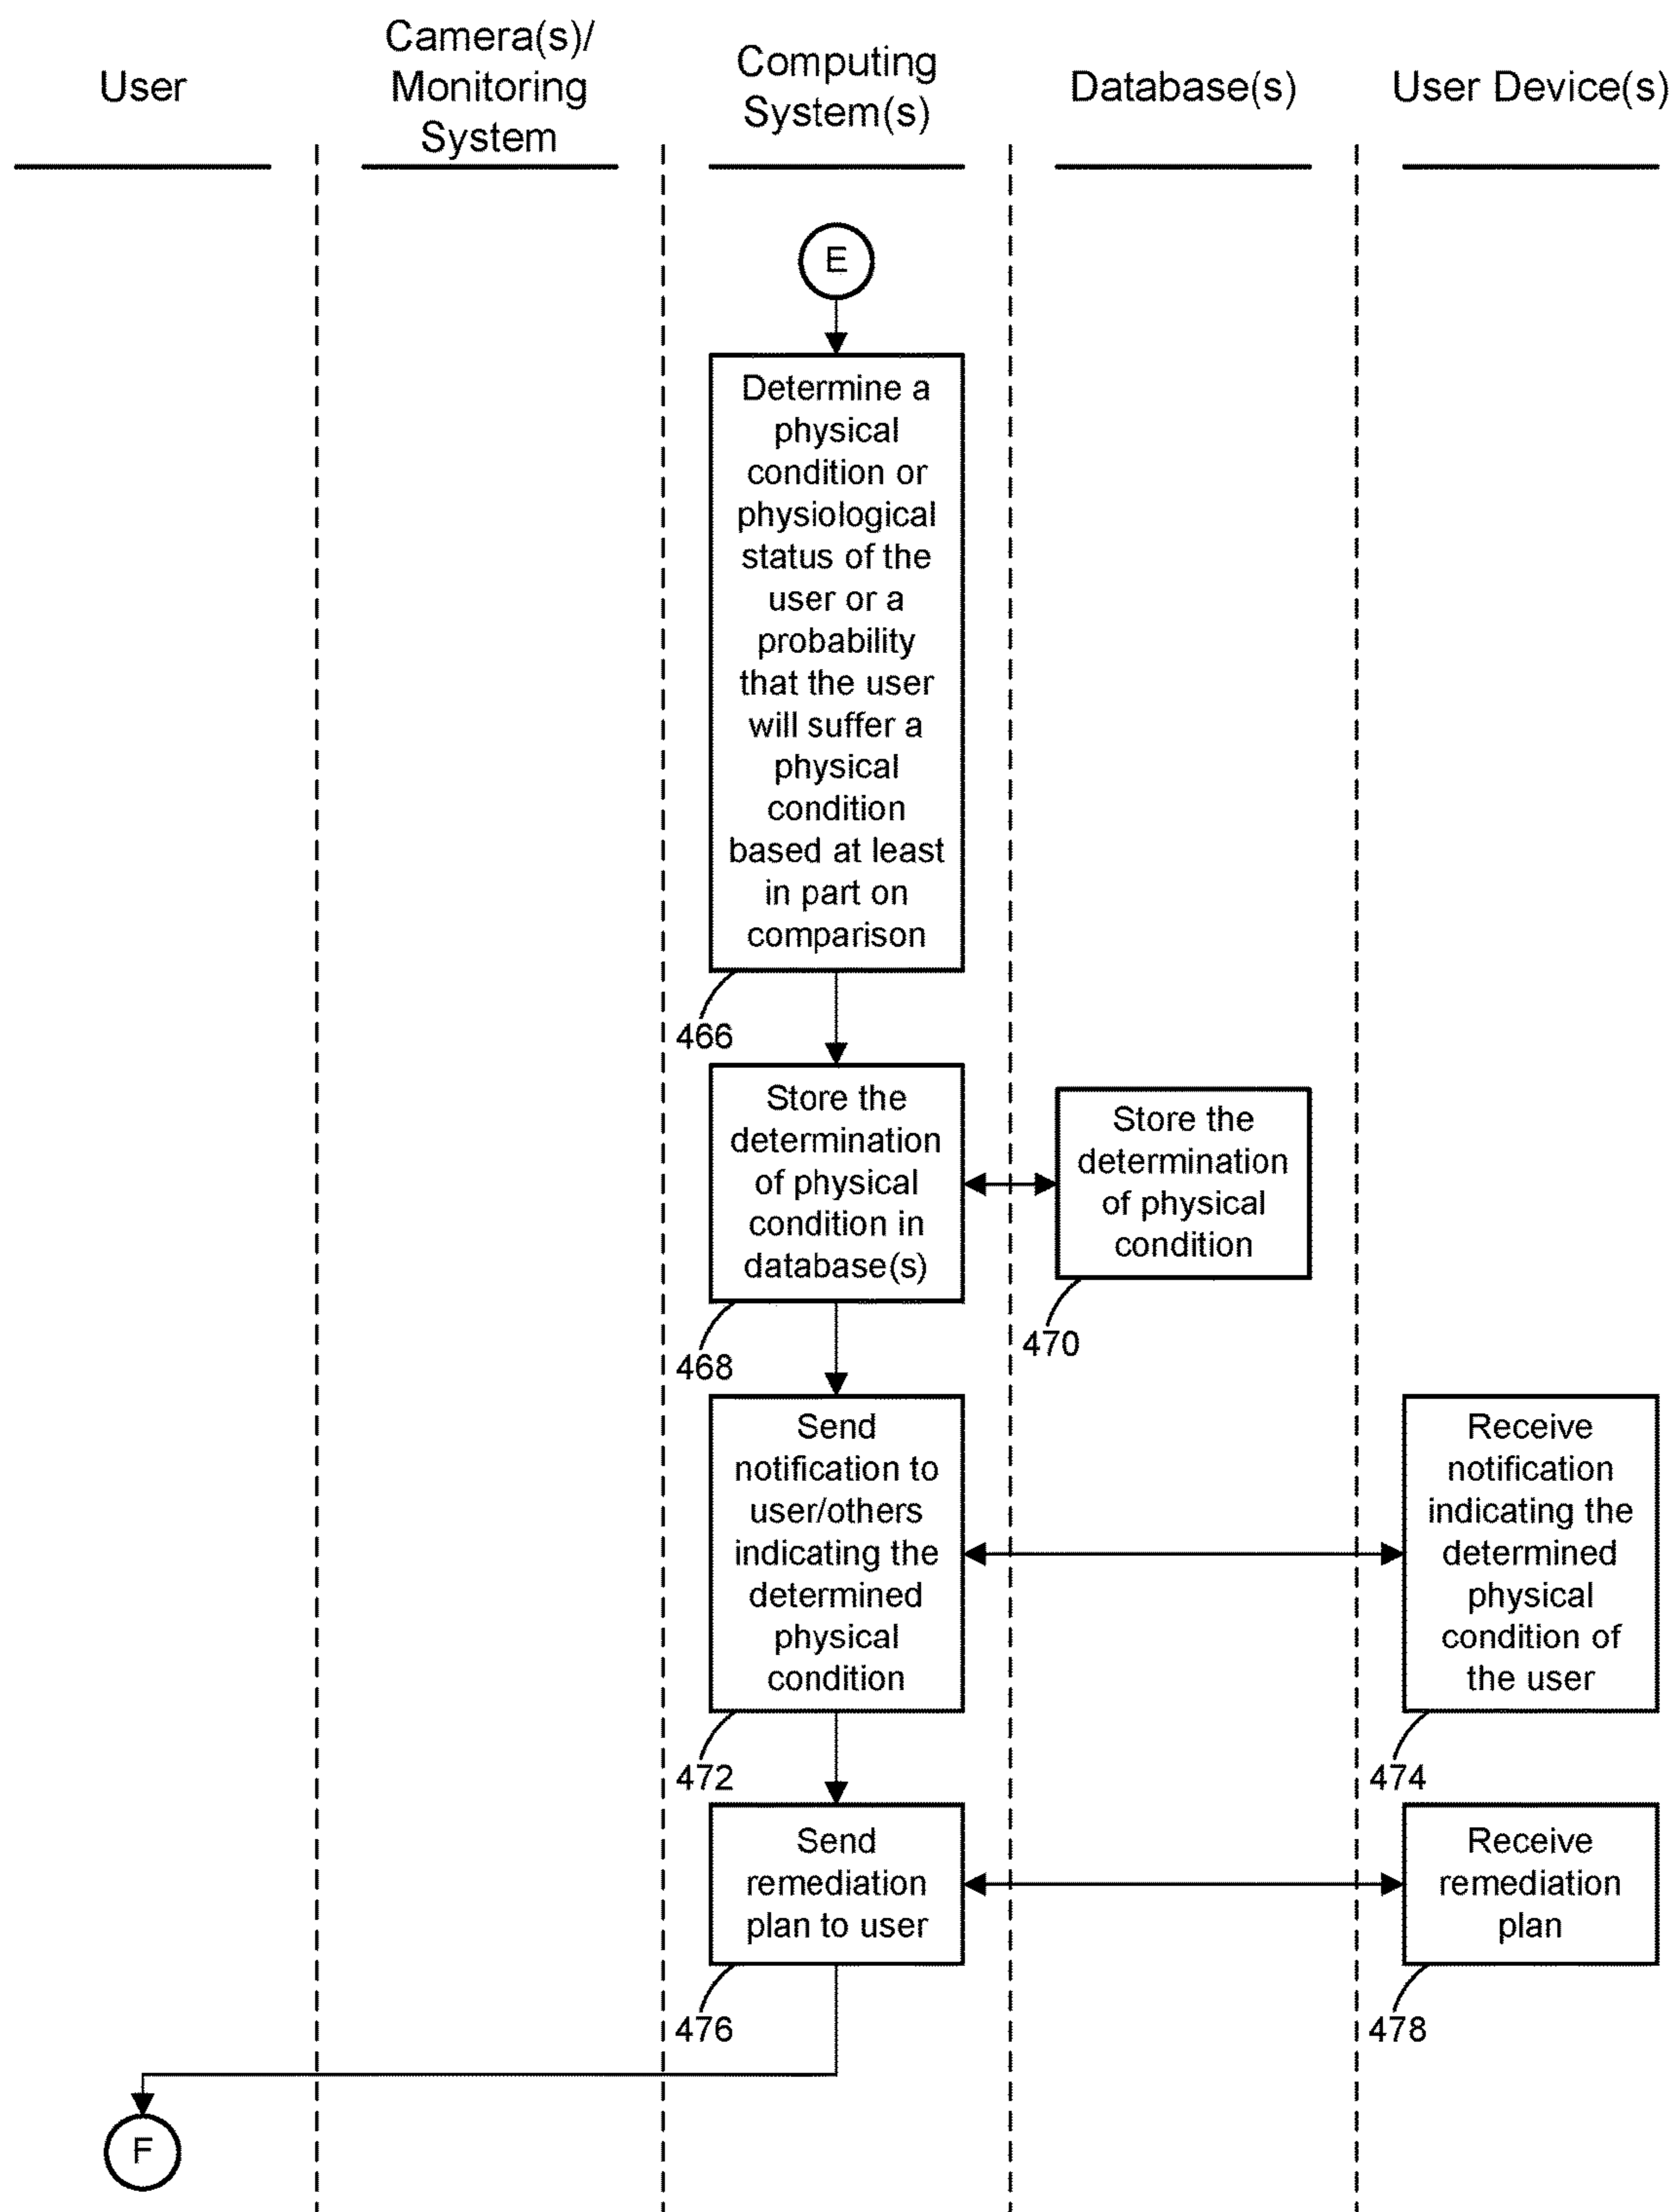 User
Camera(s)/
Monitoring
System
Computing
System(s)
Database(s)
User Device(s)
E
Determine a
physical
condition or
physiological
status of the
user or a
probability
that the user
will suffer a
physical
condition
based at least
in part on
comparison
466
Store the
determination
of physical
condition in
database(s)
468
Store the
determination
of physical
condition
470
Send
notification to
user/others
indicating the
determined
physical
condition
472
Receive
notification
indicating the
determined
physical
condition of
the user
474
Send
remediation
plan to user
476
Receive
remediation
plan
478
F